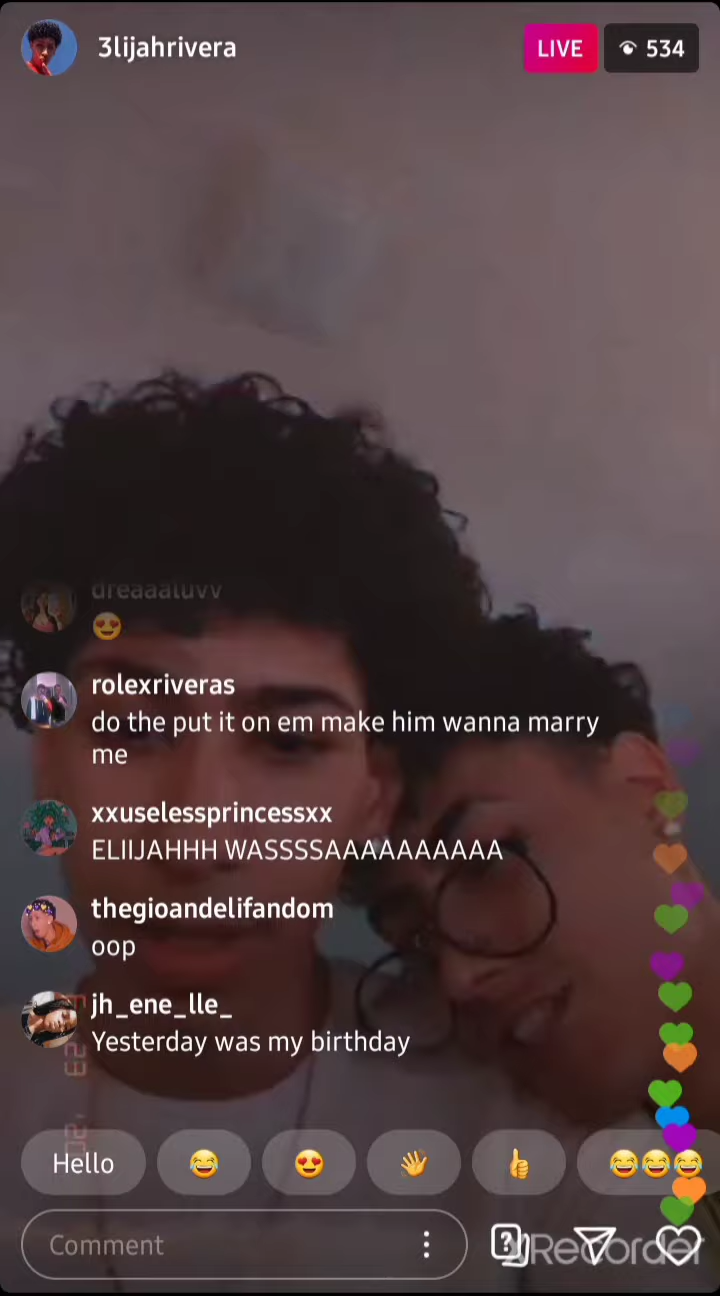 3lijahrivera
LIVE
534
dreaaaluvv
😍
rolexriveras
do the put it on em make him wanna marry
me
xxuselessprincessxx
ELIIJAHHH WASSSSAAAAAAAAAA
thegioandelifandom
oop
jh_ene_lle_
Yesterday was my birthday
Hello
😂
😍
👋
👍
😂😂😂
Comment
Recorder